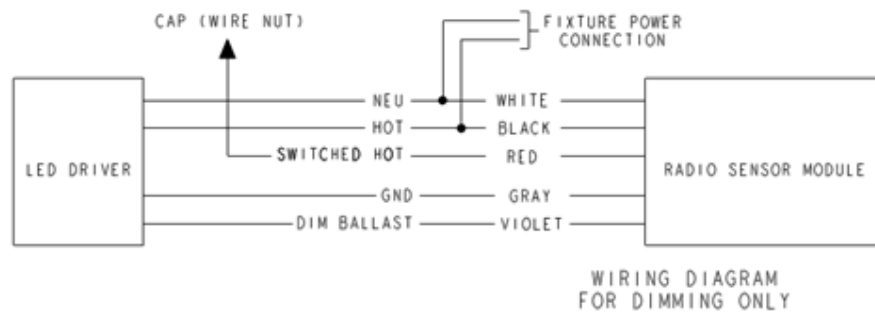 CAP (WIRE NUT)
FIXTURE POWER
CONNECTION
NEU WHITE
HOT BLACK
SWITCHED HOT RED
LED DRIVER
RADIO SENSOR MODULE
GND GRAY
DIM BALLAST VIOLET
WIRING DIAGRAM
FOR DIMMING ONLY